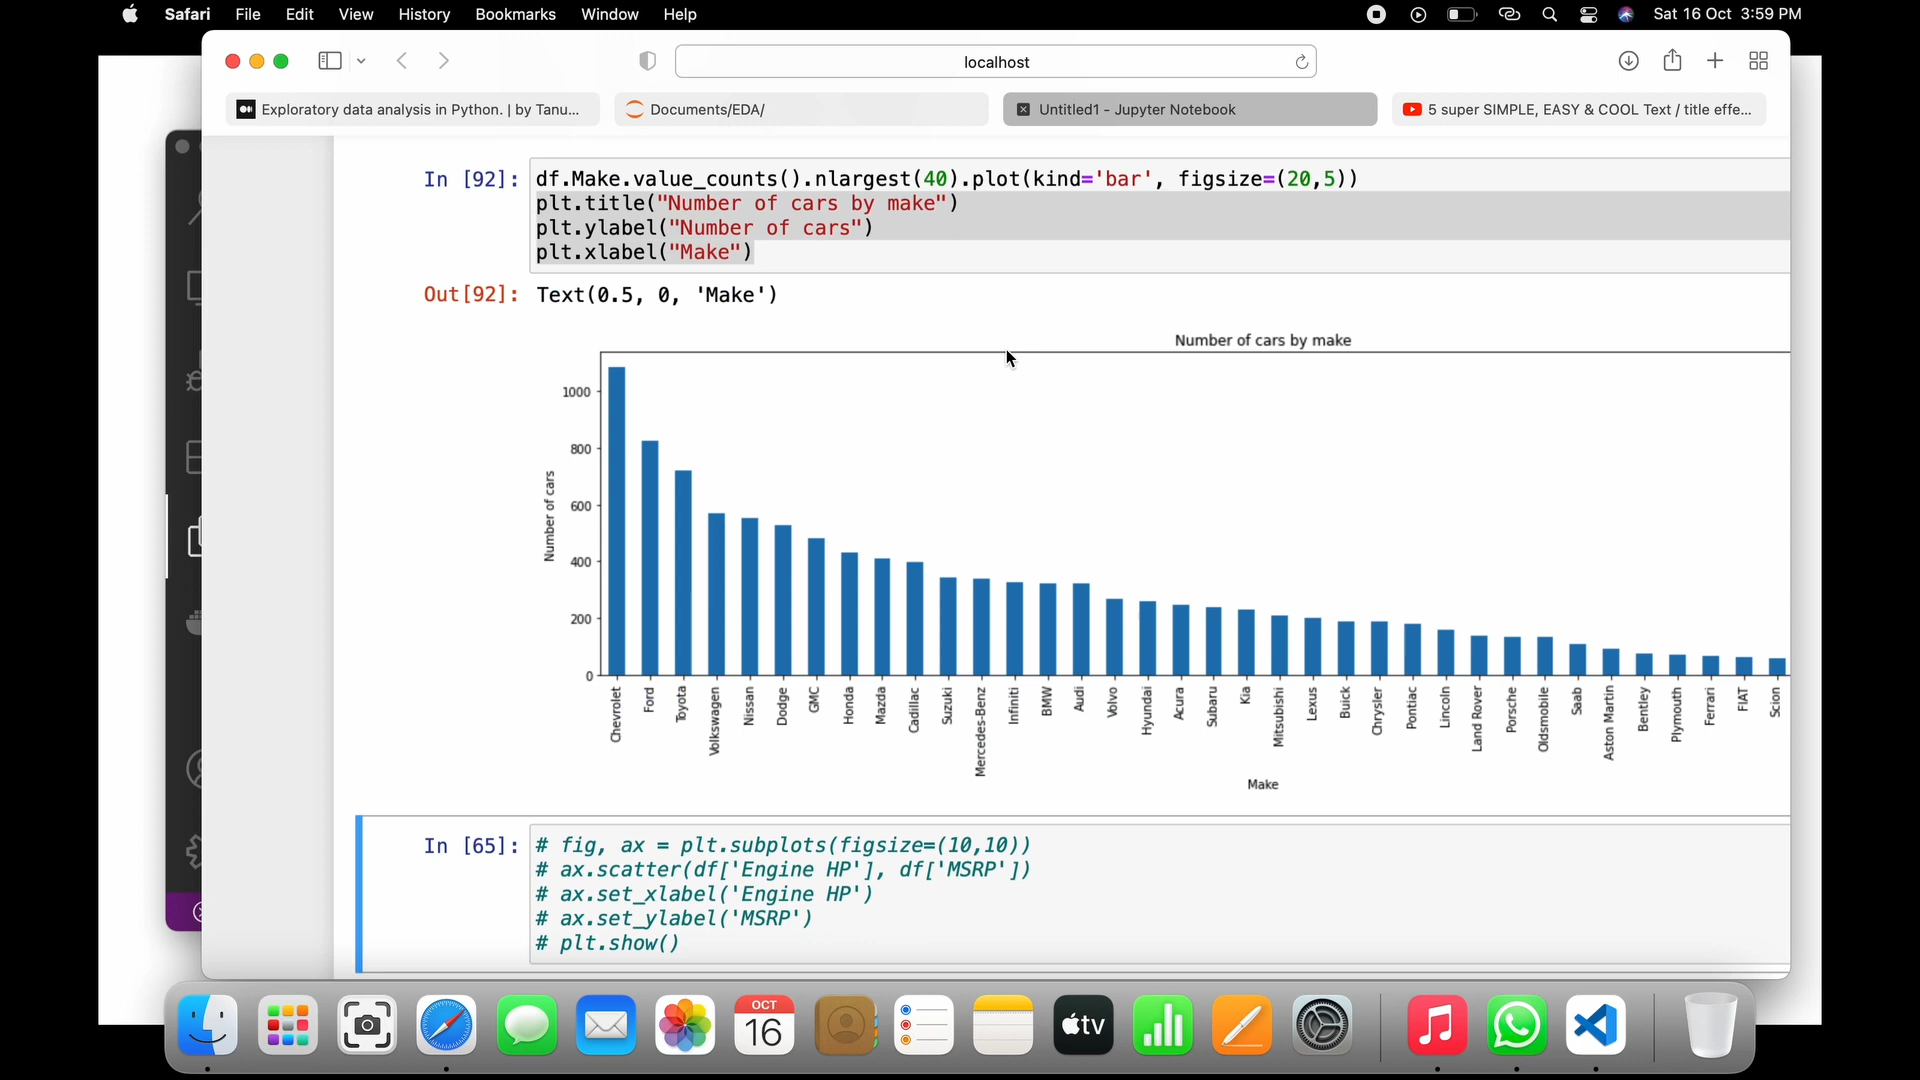 Safari File Edit View History Bookmarks Window Help Sat 16 Oct 3:59 PM
localhost
Exploratory data analysis in Python. | by Tanu... Documents/EDA/ Untitled1 - Jupyter Notebook 5 super SIMPLE, EASY & COOL Text / title effe...
In [92]: df.Make.value_counts().nlargest(40).plot(kind='bar', figsize=(20,5))
plt.title("Number of cars by make")
plt.ylabel("Number of cars")
plt.xlabel("Make")
Out[92]: Text(0.5, 0, 'Make')
Number of cars by make
1000
800
600
400
200
0
Number of cars
Chevrolet Ford Toyota Volkswagen Nissan Dodge GMC Honda Mazda Cadillac Suzuki Mercedes-Benz Infiniti BMW Audi Volvo Hyundai Acura Subaru Kia Mitsubishi Lexus Buick Chrysler Pontiac Lincoln Land Rover Porsche Oldsmobile Saab Aston Martin Bentley Plymouth Ferrari FIAT Scion
Make
In [65]: # fig, ax = plt.subplots(figsize=(10,10))
# ax.scatter(df['Engine HP'], df['MSRP'])
# ax.set_xlabel('Engine HP')
# ax.set_ylabel('MSRP')
# plt.show()
OCT
16
tv